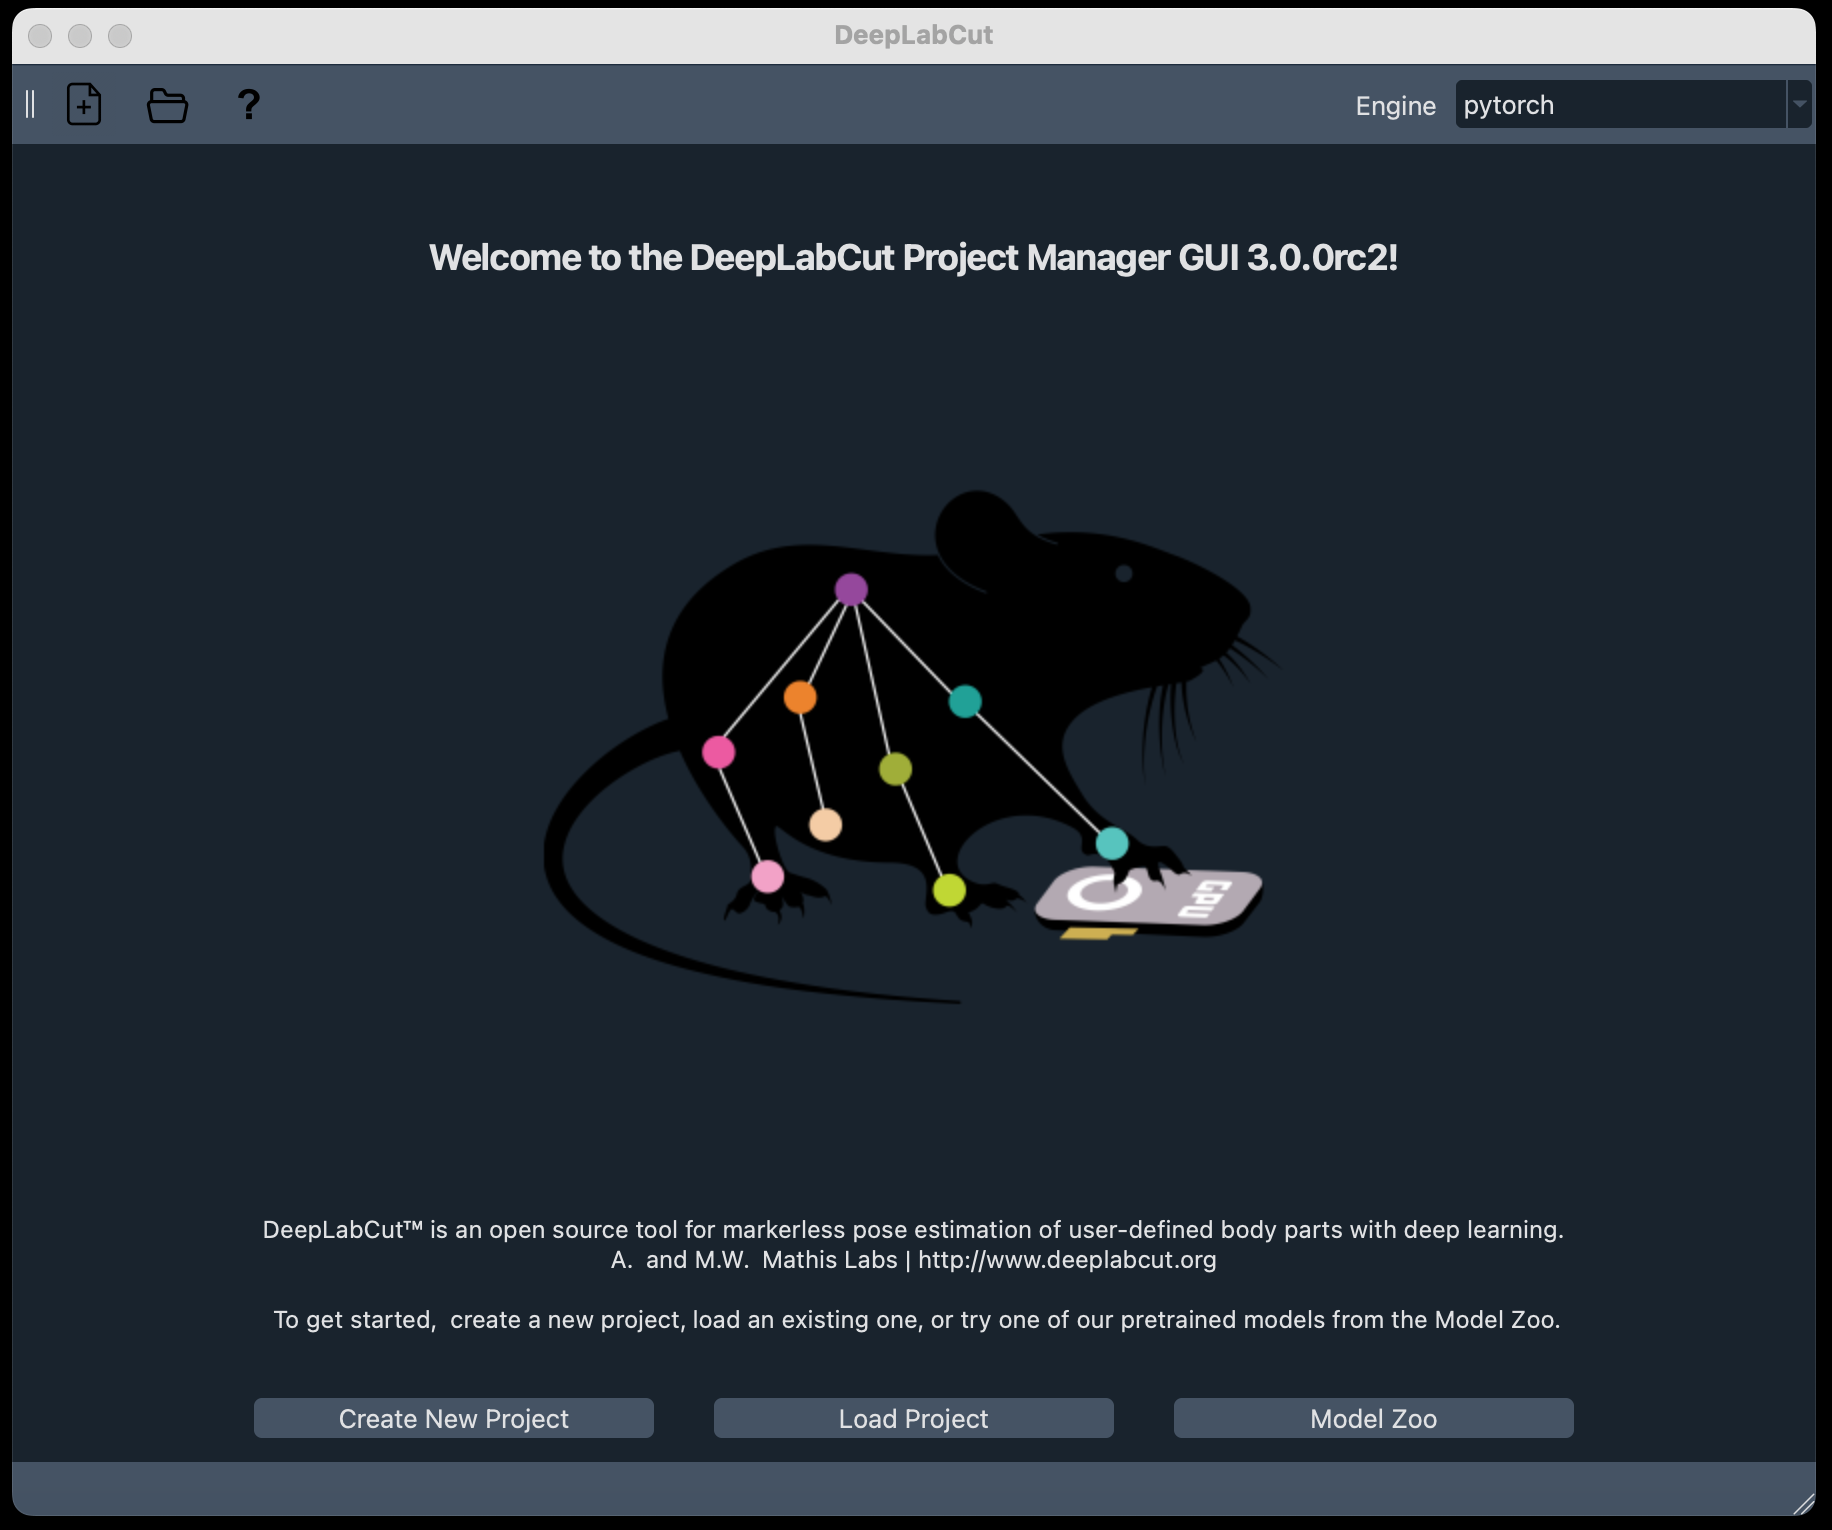 DeepLabCut
Engine
pytorch
Welcome to the DeepLabCut Project Manager GUI 3.0.0rc2!
GPU
DeepLabCut™ is an open source tool for markerless pose estimation of user-defined body parts with deep learning.
A. and M.W. Mathis Labs | http://www.deeplabcut.org
To get started, create a new project, load an existing one, or try one of our pretrained models from the Model Zoo.
Create New Project
Load Project
Model Zoo